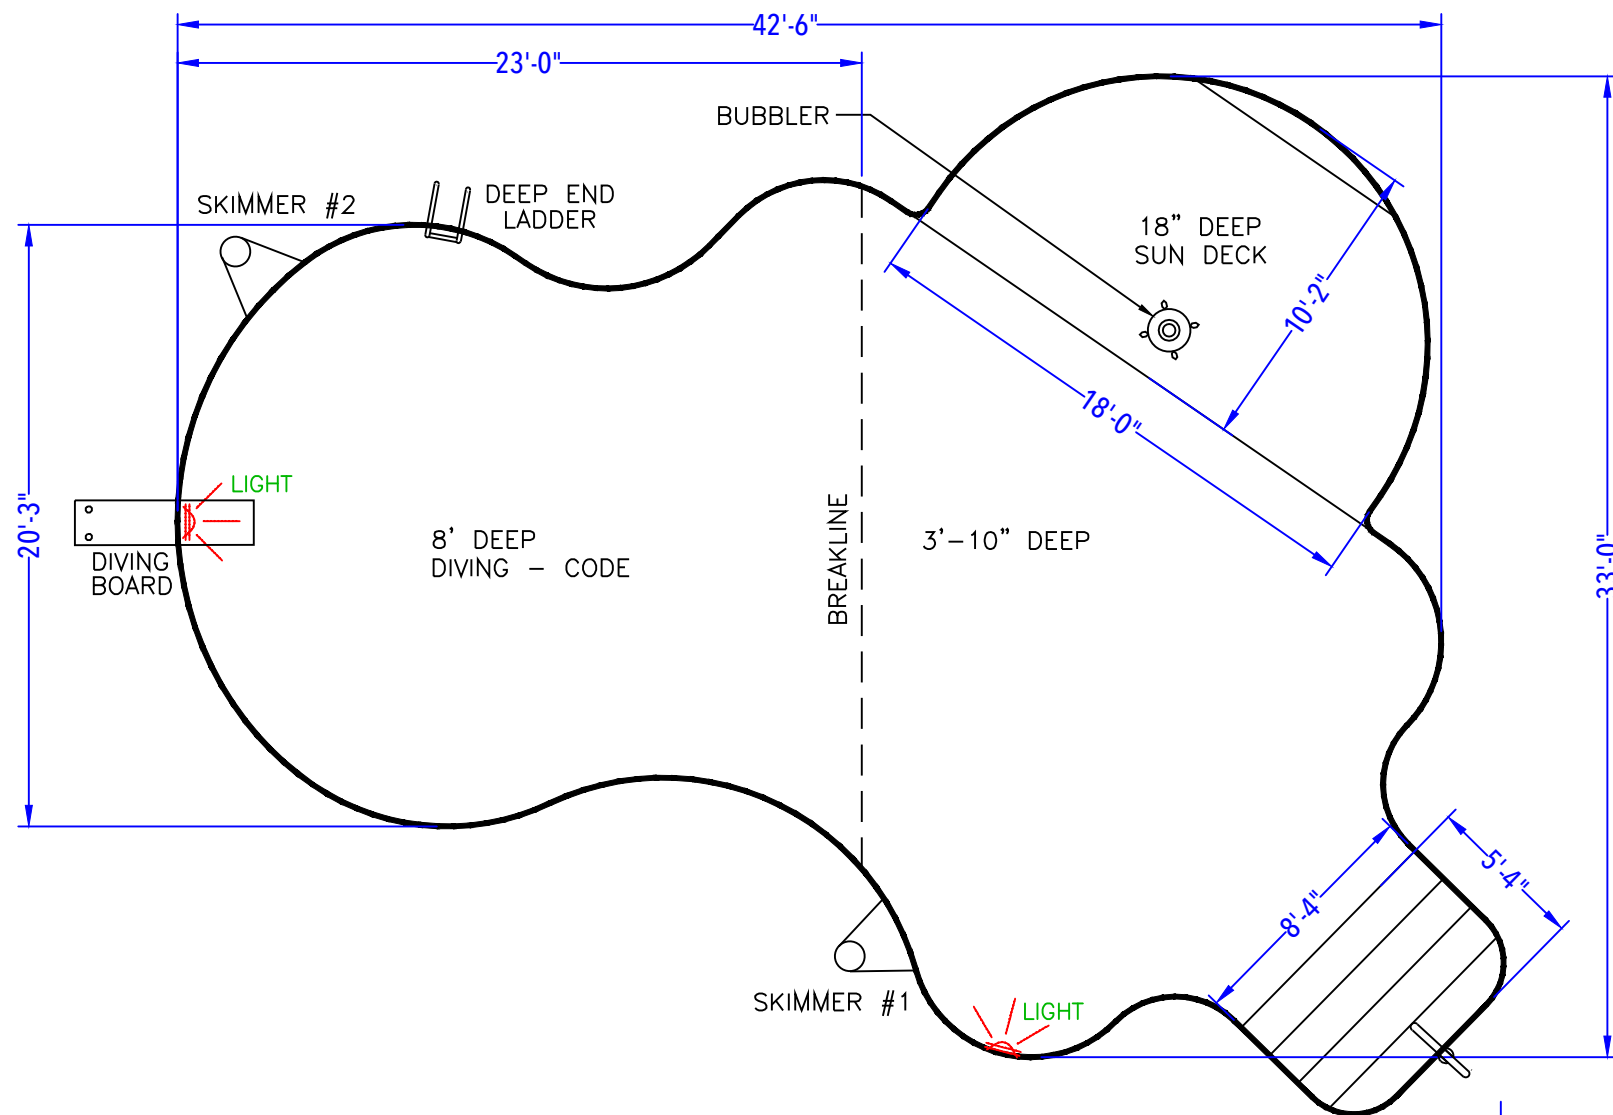 42'-6"
23'-0"
BUBBLER
SKIMMER #2
DEEP END
LADDER
18” DEEP
SUN DECK
10'-2"
18'-0"
LIGHT
20'-3"
8’ DEEP
DIVING – CODE
BREAKLINE
3’–10” DEEP
33'-0"
DIVING
BOARD
5'-4"
8'-4"
SKIMMER #1
LIGHT